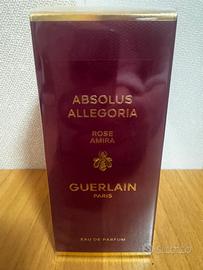 ABSOLUS
ALLEGORIA
ROSE
AMIRA
GUERLAIN
PARIS
EAU DE PARFUM